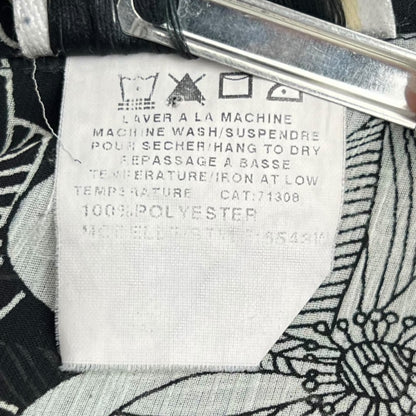 LAVER A LA MACHINE
MACHINE WASH/SUSPENDRE
POUR SECHER/HANG TO DRY
REPASSAGE A BASSE
TEMPERATURE/IRON AT LOW
TEMPERATURE CAT:71308
100% POLYESTER